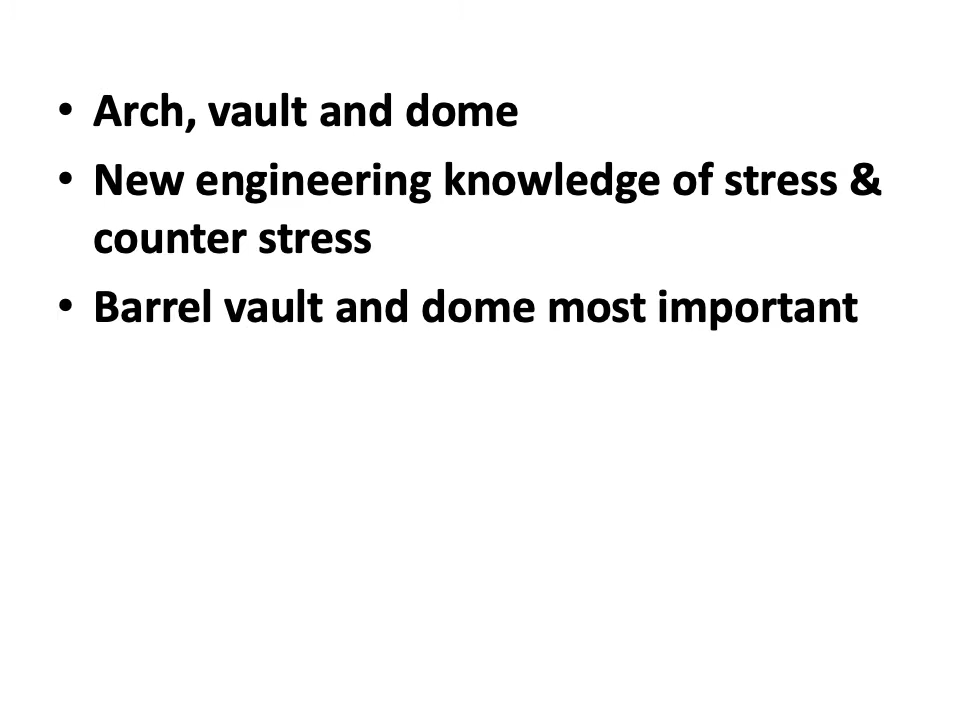 • Arch, vault and dome
• New engineering knowledge of stress &
counter stress
• Barrel vault and dome most important